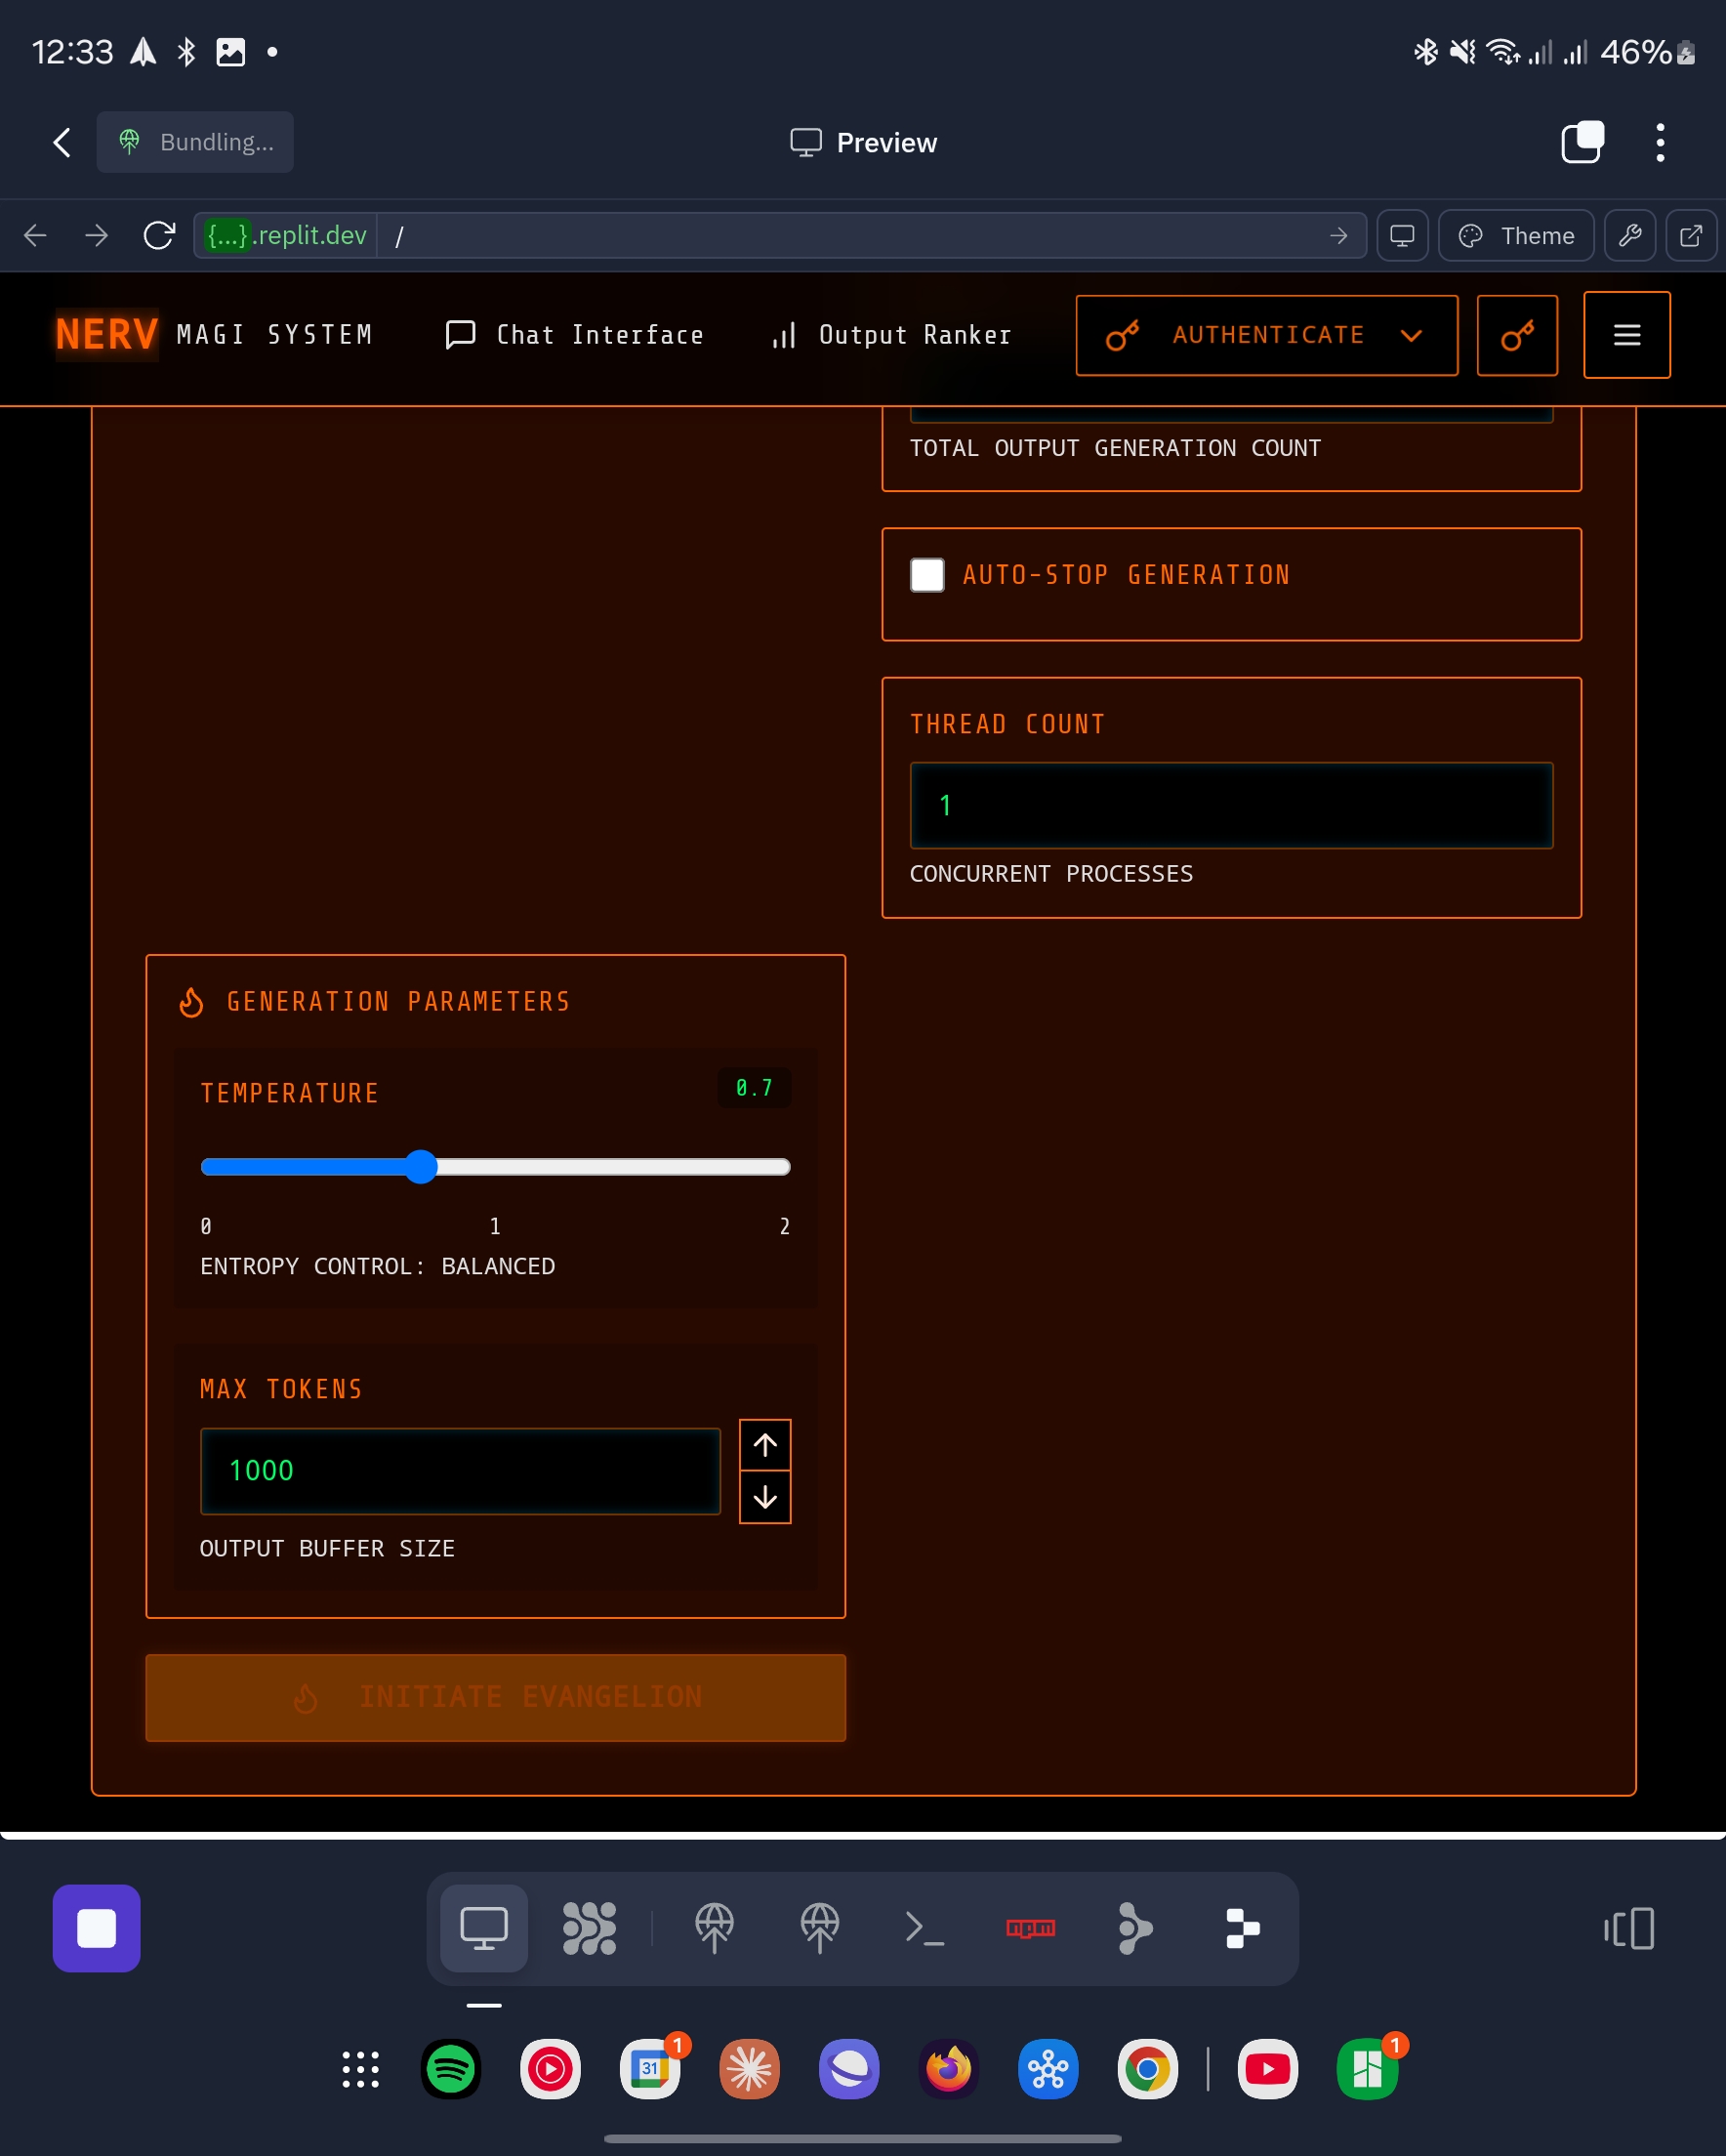 12:33
46%
Bundling...
Preview
{...}.replit.dev /
Theme
NERV MAGI SYSTEM
Chat Interface
Output Ranker
AUTHENTICATE
TOTAL OUTPUT GENERATION COUNT
AUTO-STOP GENERATION
THREAD COUNT
1
CONCURRENT PROCESSES
GENERATION PARAMETERS
TEMPERATURE
0.7
0 1 2
ENTROPY CONTROL: BALANCED
MAX TOKENS
1000
OUTPUT BUFFER SIZE
INITIATE EVANGELION
31
1
1